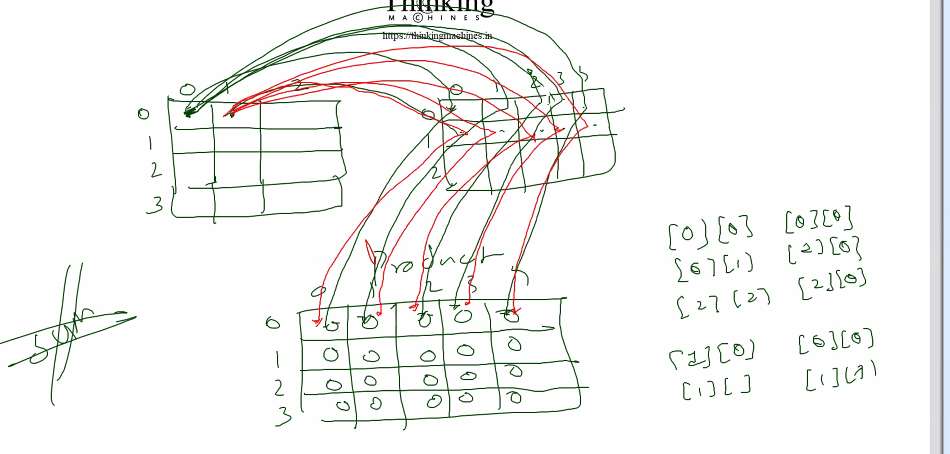 Thinking
MACHINES
https://thinkingmachines.in
0 1 2
0
1
2
3
0 1 2 3 4
0
1
2
Product
0 1 2 3 4
0 0 0 0 0 0
1 0 0 0 0 0
2 0 0 0 0 0
3 0 0 0 0 0
[0][0] [0][0]
[0][1] [2][0]
[2][2] [2][0]
[1][0] [0][0]
[1][ ]
Sum